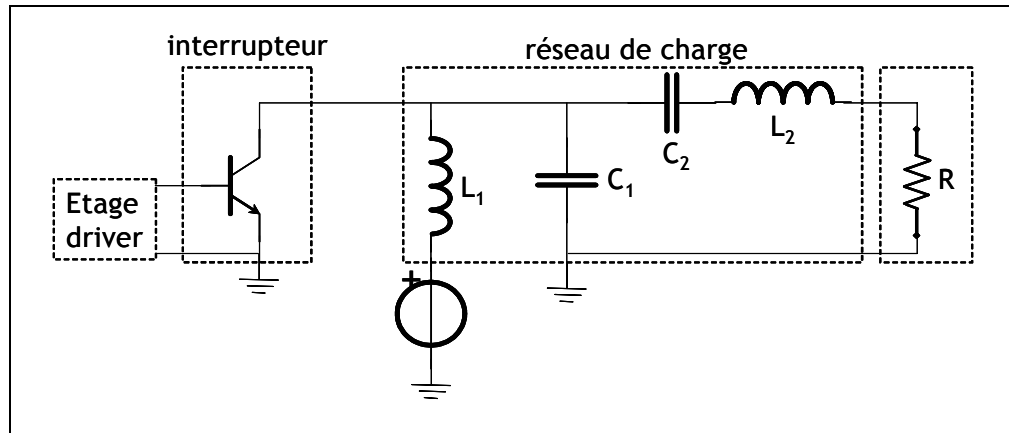 interrupteur
réseau de charge
Etage
driver
L₁
+
C₁
C₂
L₂
R